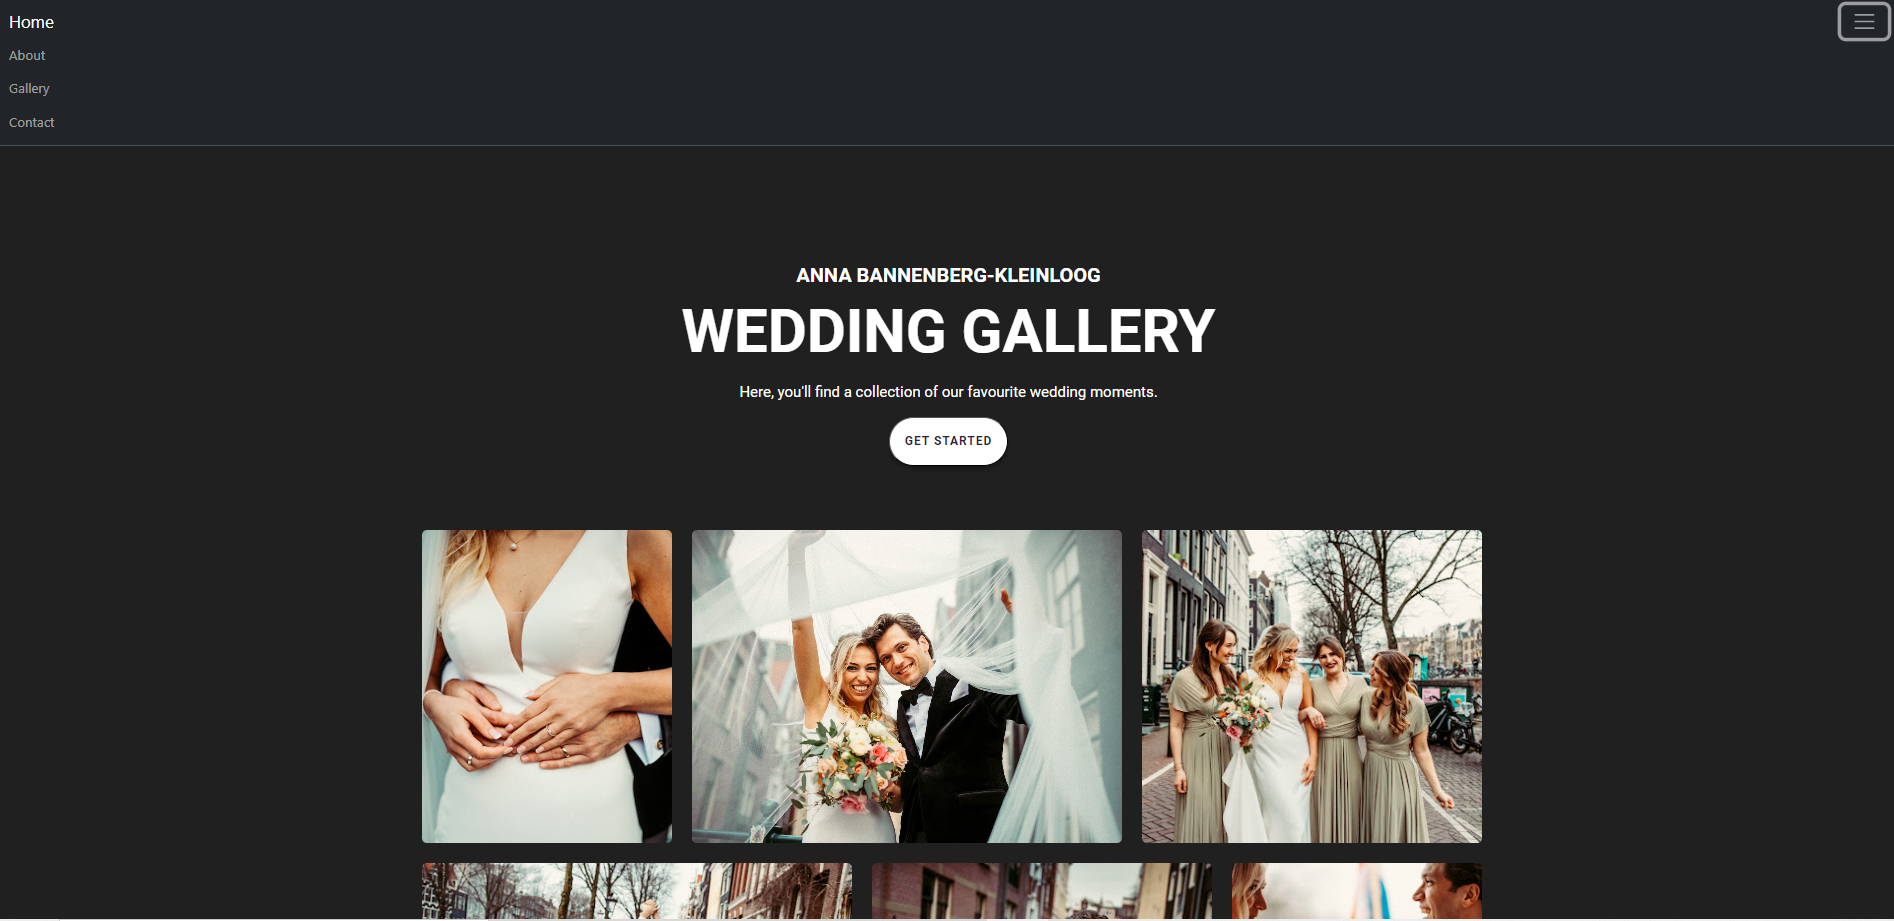 Home
About
Gallery
Contact
ANNA BANNENBERG-KLEINLOOG
WEDDING GALLERY
Here, you'll find a collection of our favourite wedding moments.
GET STARTED